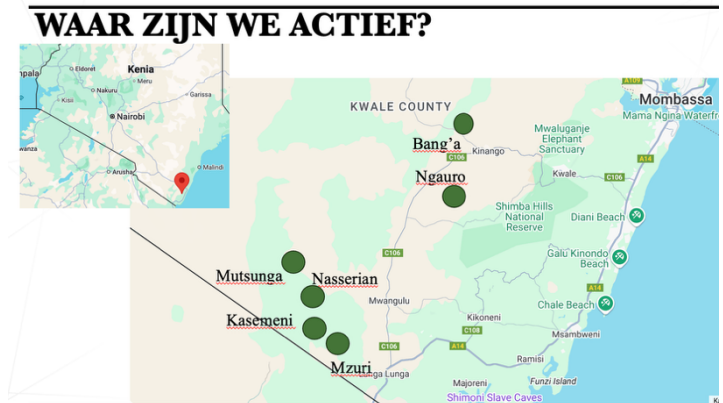 WAAR ZIJN WE ACTIEF?
Eldoret
Kenia
Meru
Nakuru
Kisii
Garissa
Nairobi
Arusha
Malindi
A109
Mombassa
Mama Ngina Waterfr
KWALE COUNTY
Bang’a
C106
Kinango
Mwaluganje
Elephant
Sanctuary
A14
Ngauro
Kwale
C106
Shimba Hills
National
Reserve
Diani Beach
C106
Galu Kinondo
Beach
Mutsunga
Nasserian
A14
Mwangulu
Chale Beach
Kasemeni
Kikoneni
C108
Msambweni
C106
A14
Mzuri
Lunga
Ramisi
Majoreni
Funzi Island
Shimoni Slave Caves